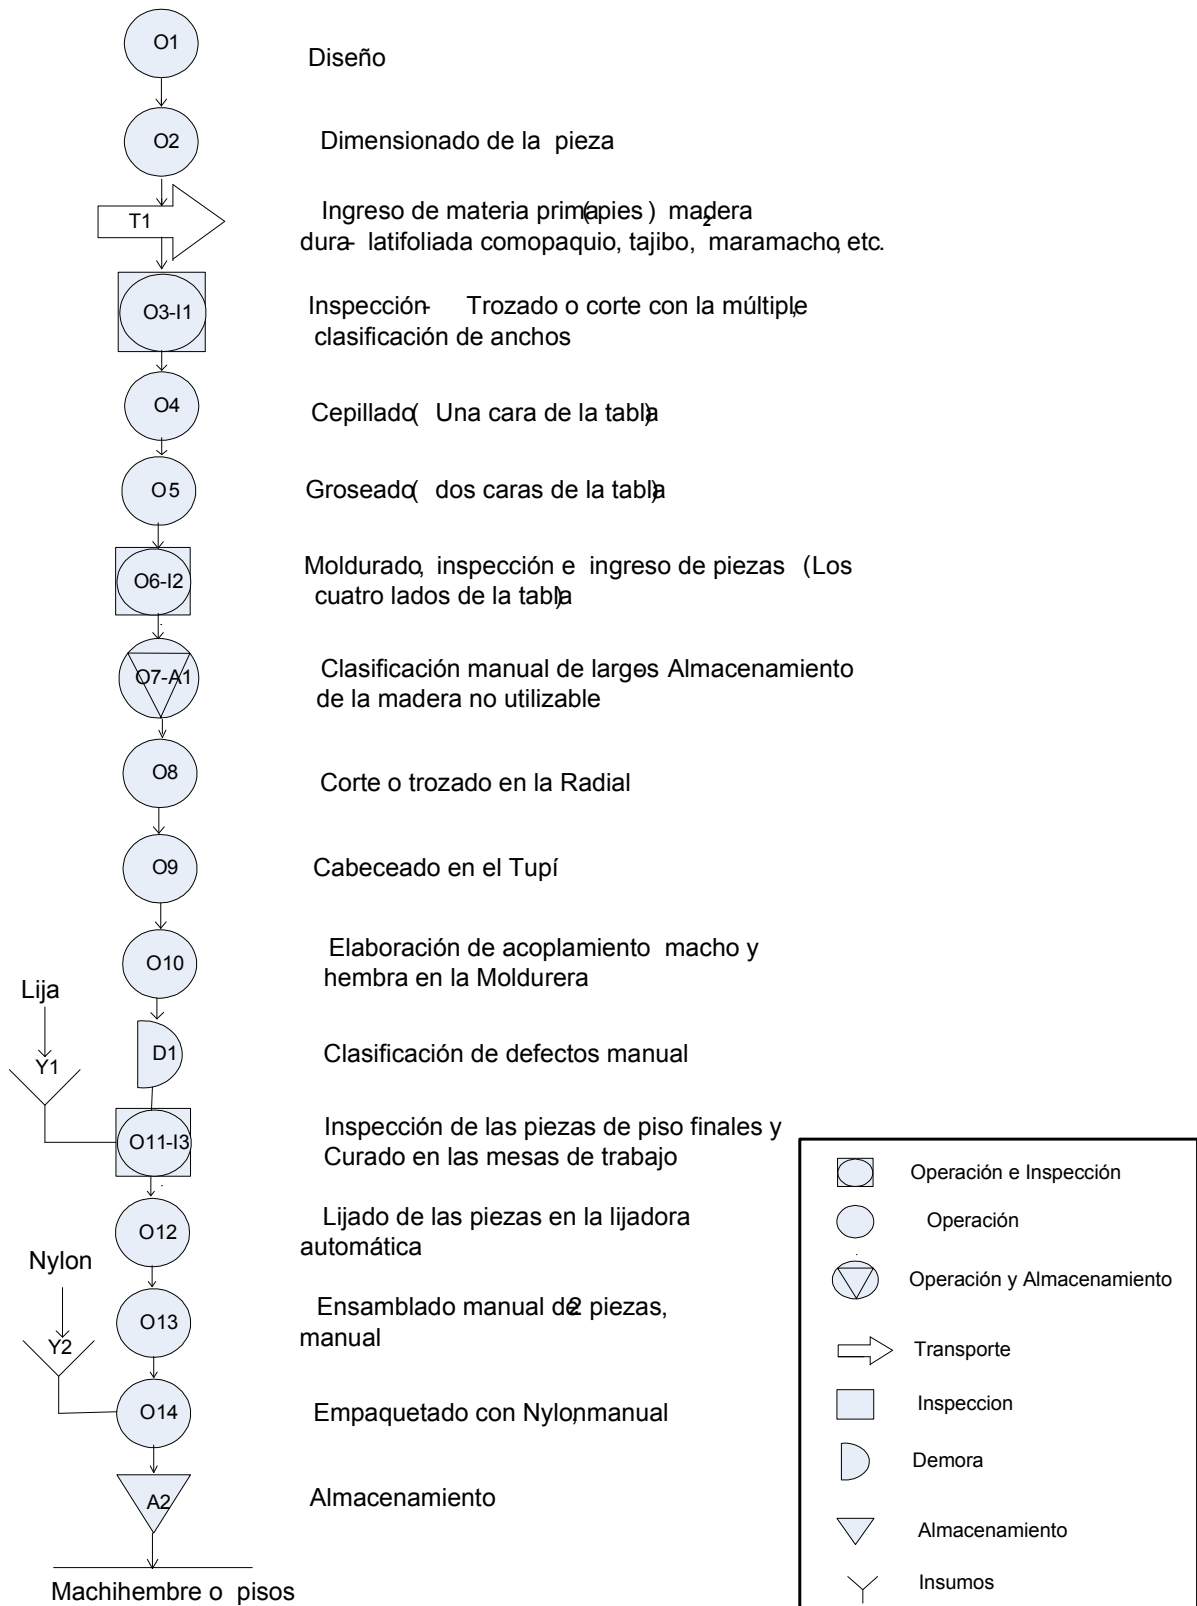 O1
Diseño
O2
Dimensionado de la pieza
T1
Ingreso de materia prima (pies2) madera
dura- latifoliada como paquio, tajibo, maramacho, etc.
O3-I1
Inspección- Trozado o corte con la múltiple,
clasificación de anchos
O4
Cepillado( Una cara de la tabla)
O5
Groseado( dos caras de la tabla)
O6-I2
Moldurado, inspección e ingreso de piezas (Los
cuatro lados de la tabla)
O7-A1
Clasificación manual de largos- Almacenamiento
de la madera no utilizable
O8
Corte o trozado en la Radial
O9
Cabeceado en el Tupí
O10
Elaboración de acoplamiento macho y
hembra en la Moldurera
Lija
Y1
D1
Clasificación de defectos manual
O11-I3
Inspección de las piezas de piso finales y
Curado en las mesas de trabajo
O12
Lijado de las piezas en la lijadora
automática
Nylon
Y2
O13
Ensamblado manual de 2 piezas,
manual
O14
Empaquetado con Nylon, manual
A2
Almacenamiento
Machihembre o pisos
Operación e Inspección
Operación
Operación y Almacenamiento
Transporte
Inspeccion
Demora
Almacenamiento
Insumos